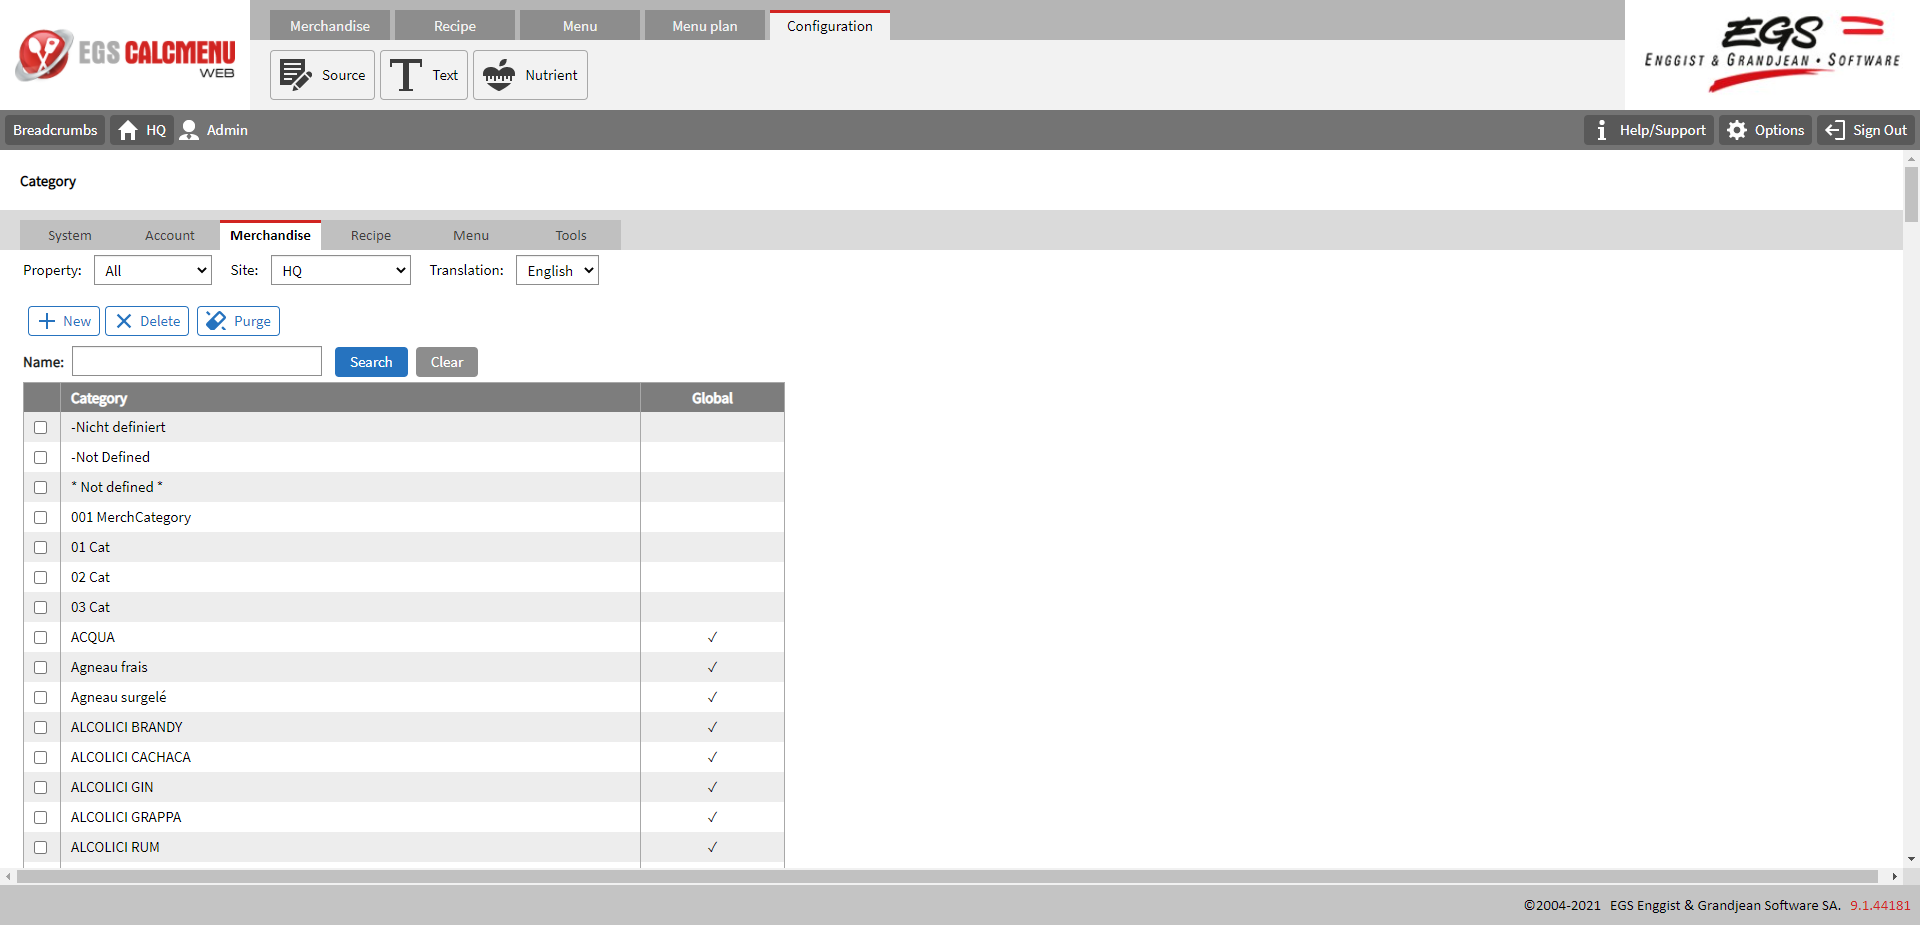 EGS CALCMENU
WEB
Merchandise Recipe Menu Menu plan Configuration
Source Text Nutrient
EGS
ENGGIST & GRANDJEAN • SOFTWARE
Breadcrumbs HQ Admin Help/Support Options Sign Out
Category
System Account Merchandise Recipe Menu Tools
Property: All Site: HQ Translation: English
New Delete Purge
Name: Search Clear
Category Global
-Nicht definiert
-Not Defined
* Not defined *
001 MerchCategory
01 Cat
02 Cat
03 Cat
ACQUA ✓
Agneau frais ✓
Agneau surgelé ✓
ALCOLICI BRANDY ✓
ALCOLICI CACHACA ✓
ALCOLICI GIN ✓
ALCOLICI GRAPPA ✓
ALCOLICI RUM ✓
©2004-2021 EGS Enggist & Grandjean Software SA. 9.1.44181